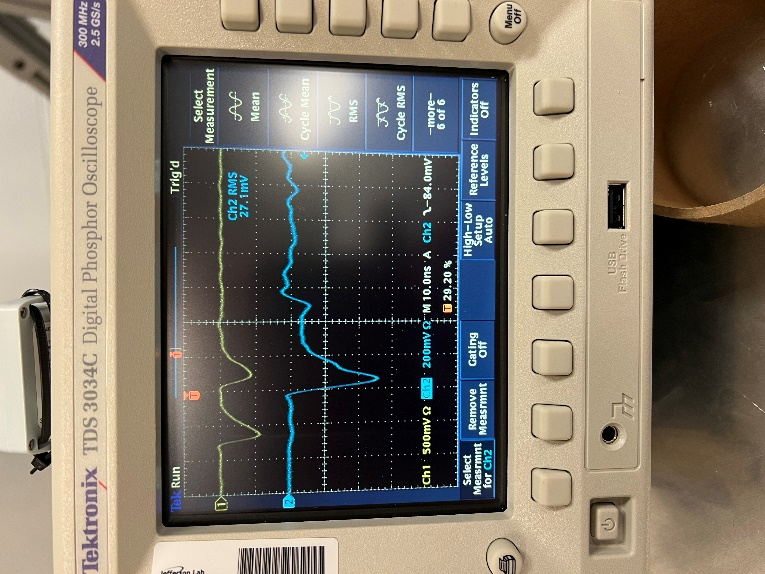 Tektronix TDS 3034C Digital Phosphor Oscilloscope
300 MHz
2.5 GS/s
Tek Run
Trig'd
Select
Measurement
Mean
Cycle Mean
RMS
Cycle RMS
-more-
6 of 6
Ch2 RMS
27.1mV
1
2
Ch1 500mV Ω Ch2 200mV Ω M 10.0ns A Ch2 -84.0mV
29.20 %
Select
Measrmnt
for Ch2
Remove
Measrmnt
Gating
Off
High-Low
Setup
Auto
Reference
Levels
Indicators
Off
Menu
Off
USB
Flash Drive
Jefferson Lab